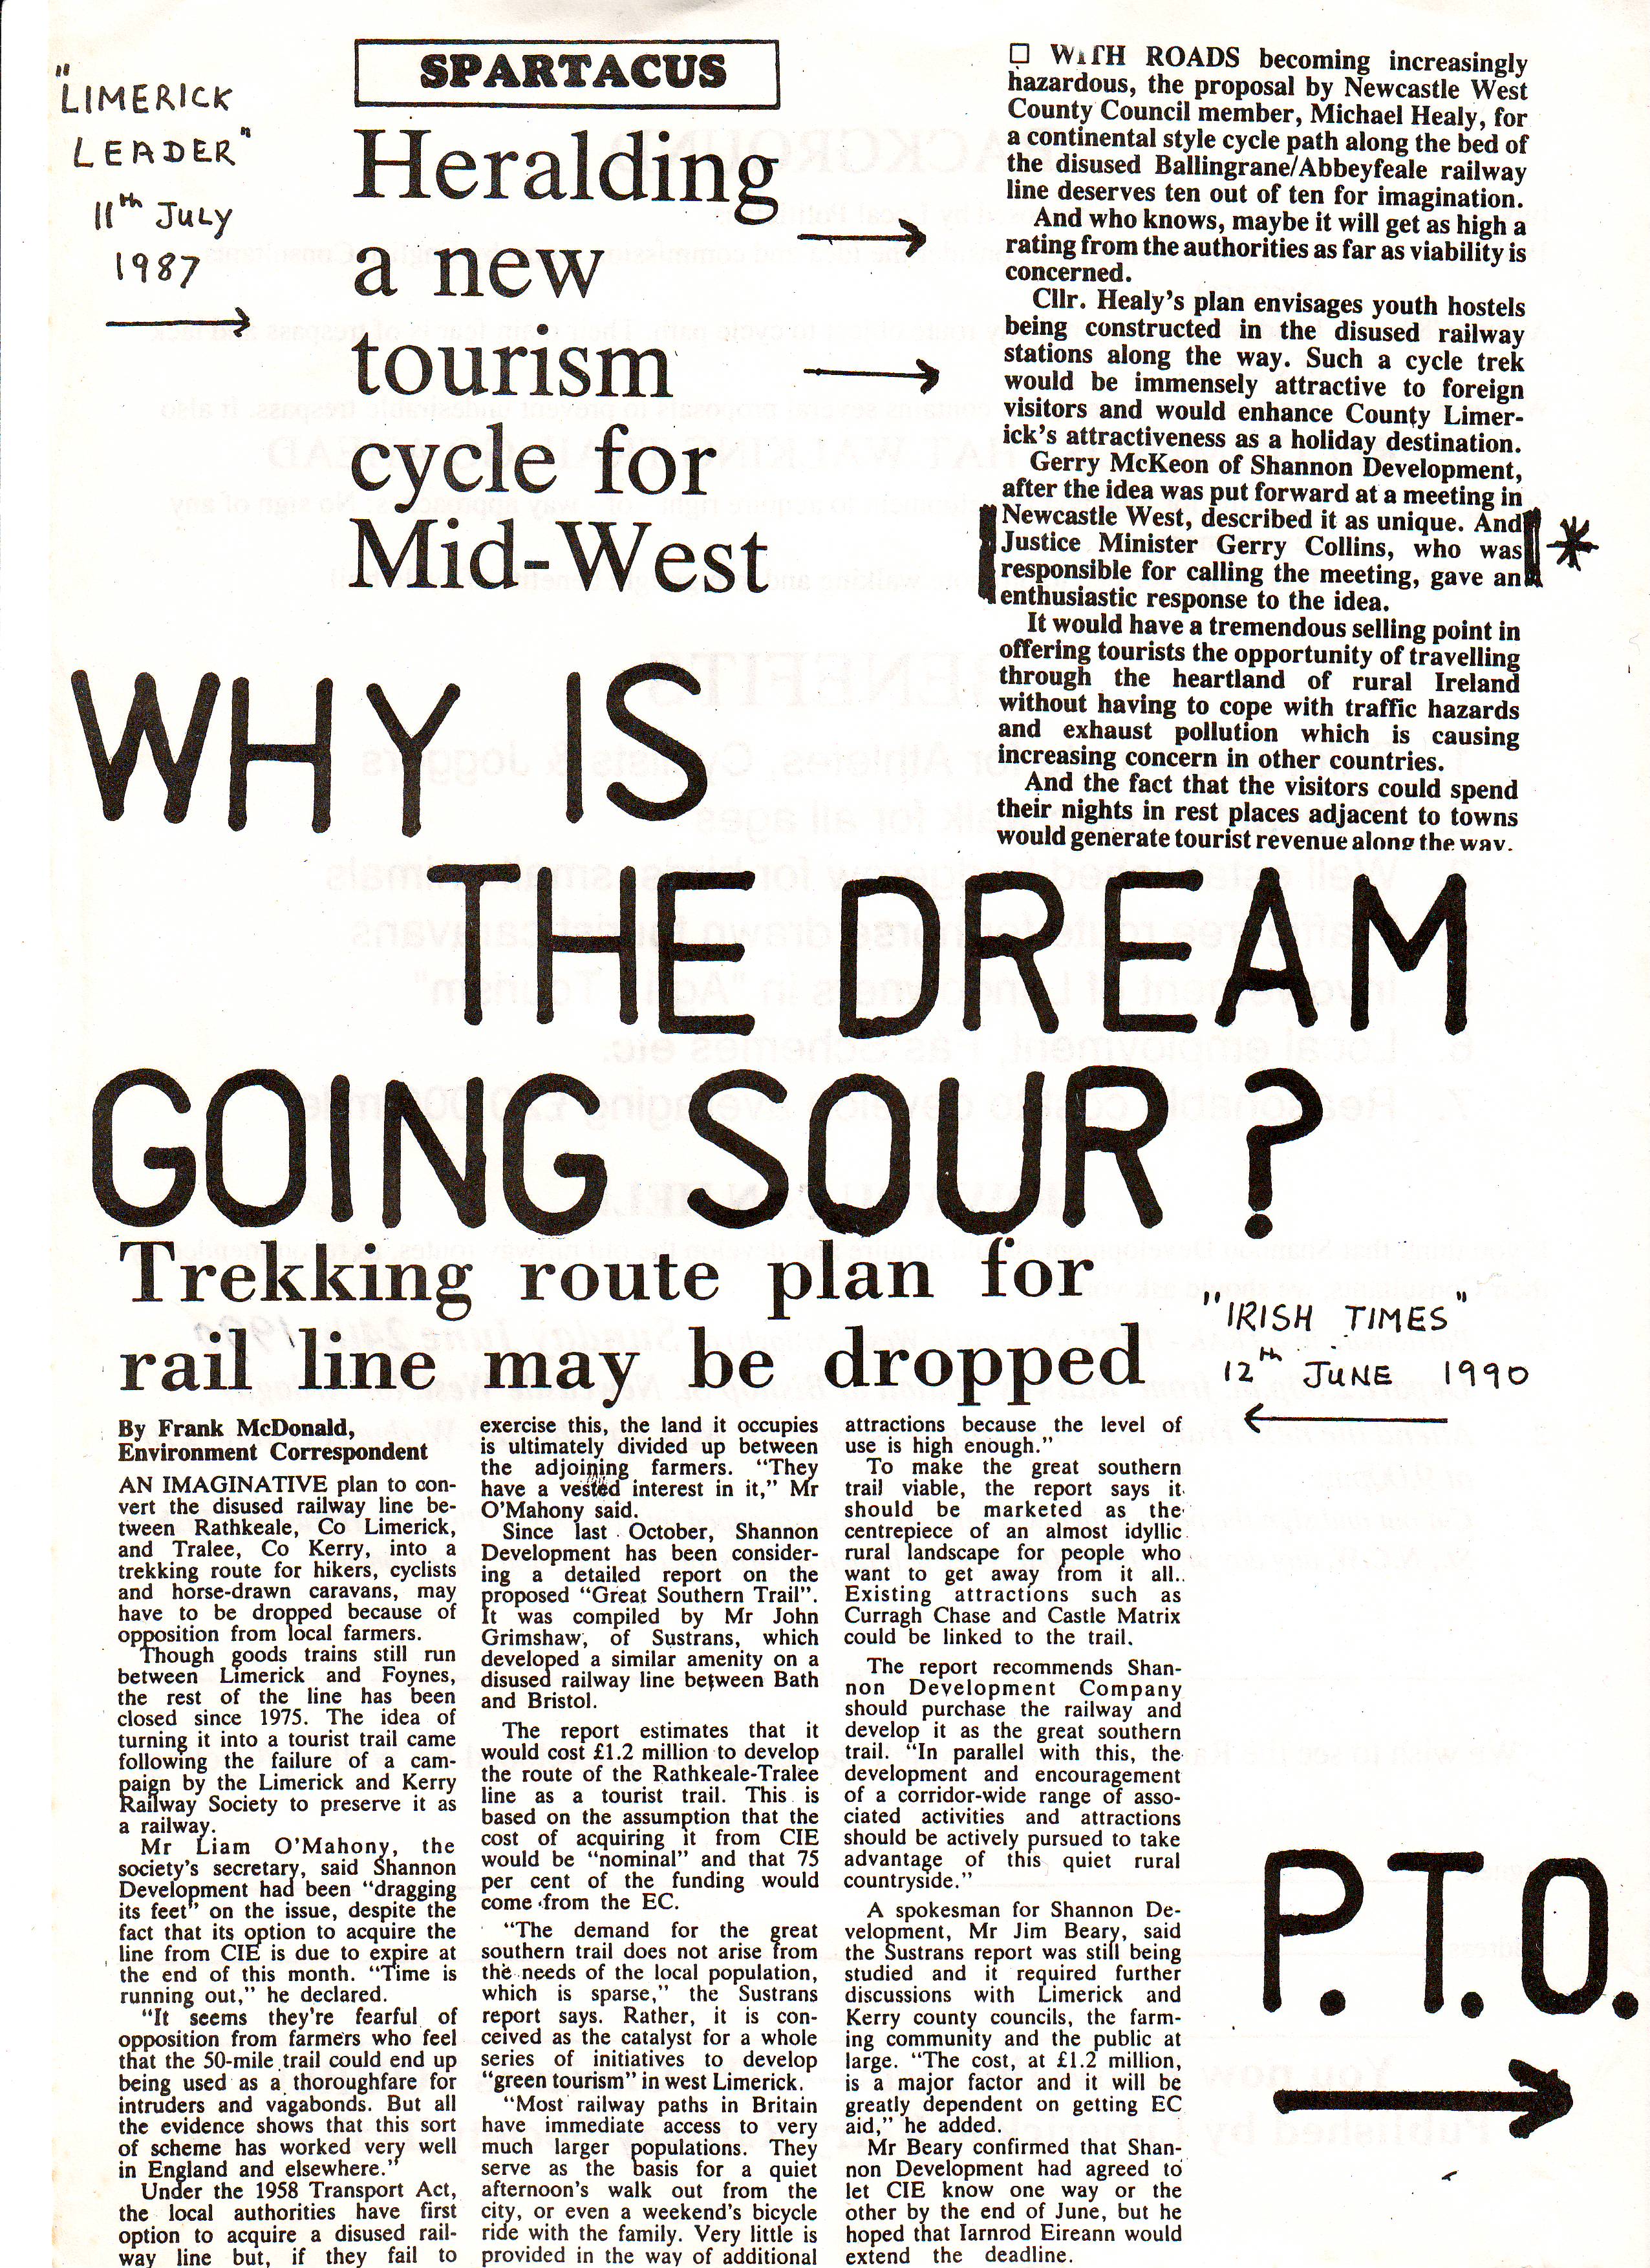 "LIMERICK
LEADER"
11th JULY
1987
SPARTACUS
Heralding
a new
tourism
cycle for
Mid-West
□ WITH ROADS becoming increasingly
hazardous, the proposal by Newcastle West
County Council member, Michael Healy, for
a continental style cycle path along the bed of
the disused Ballingrane/Abbeyfeale railway
line deserves ten out of ten for imagination.
And who knows, maybe it will get as high a
rating from the authorities as far as viability is
concerned.
Cllr. Healy's plan envisages youth hostels
being constructed in the disused railway
stations along the way. Such a cycle trek
would be immensely attractive to foreign
visitors and would enhance County Limer-
ick's attractiveness as a holiday destination.
Gerry McKeon of Shannon Development,
after the idea was put forward at a meeting in
Newcastle West, described it as unique. And
Justice Minister Gerry Collins, who was
responsible for calling the meeting, gave an
enthusiastic response to the idea.
It would have a tremendous selling point in
offering tourists the opportunity of travelling
through the heartland of rural Ireland
without having to cope with traffic hazards
and exhaust pollution which is causing
increasing concern in other countries.
And the fact that the visitors could spend
their nights in rest places adjacent to towns
would generate tourist revenue along the way.
WHY IS
THE DREAM
GOING SOUR?
Trekking route plan for
rail line may be dropped
"IRISH TIMES"
12th JUNE 1990
By Frank McDonald,
Environment Correspondent
AN IMAGINATIVE plan to con-
vert the disused railway line be-
tween Rathkeale, Co Limerick,
and Tralee, Co Kerry, into a
trekking route for hikers, cyclists
and horse-drawn caravans, may
have to be dropped because of
opposition from local farmers.
Though goods trains still run
between Limerick and Foynes,
the rest of the line has been
closed since 1975. The idea of
turning it into a tourist trail came
following the failure of a cam-
paign by the Limerick and Kerry
Railway Society to preserve it as
a railway.
Mr Liam O'Mahony, the
society's secretary, said Shannon
Development had been "dragging
its feet" on the issue, despite the
fact that its option to acquire the
line from CIE is due to expire at
the end of this month. "Time is
running out," he declared.
"It seems they're fearful of
opposition from farmers who feel
that the 50-mile trail could end up
being used as a thoroughfare for
intruders and vagabonds. But all
the evidence shows that this sort
of scheme has worked very well
in England and elsewhere."
Under the 1958 Transport Act,
the local authorities have first
option to acquire a disused rail-
way line but, if they fail to
exercise this, the land it occupies
is ultimately divided up between
the adjoining farmers. "They
have a vested interest in it," Mr
O'Mahony said.
Since last October, Shannon
Development has been consider-
ing a detailed report on the
proposed "Great Southern Trail".
It was compiled by Mr John
Grimshaw, of Sustrans, which
developed a similar amenity on a
disused railway line between Bath
and Bristol.
The report estimates that it
would cost £1.2 million to develop
the route of the Rathkeale-Tralee
line as a tourist trail. This is
based on the assumption that the
cost of acquiring it from CIE
would be "nominal" and that 75
per cent of the funding would
come from the EC.
"The demand for the great
southern trail does not arise from
the needs of the local population,
which is sparse," the Sustrans
report says. Rather, it is con-
ceived as the catalyst for a whole
series of initiatives to develop
"green tourism" in west Limerick.
"Most railway paths in Britain
have immediate access to very
much larger populations. They
serve as the basis for a quiet
afternoon's walk out from the
city, or even a weekend's bicycle
ride with the family. Very little is
provided in the way of additional
attractions because the level of
use is high enough."
To make the great southern
trail viable, the report says it
should be marketed as the
centrepiece of an almost idyllic
rural landscape for people who
want to get away from it all.
Existing attractions such as
Curragh Chase and Castle Matrix
could be linked to the trail.
The report recommends Shan-
non Development Company
should purchase the railway and
develop it as the great southern
trail. "In parallel with this, the
development and encouragement
of a corridor-wide range of asso-
ciated activities and attractions
should be actively pursued to take
advantage of this quiet rural
countryside."
A spokesman for Shannon De-
velopment, Mr Jim Beary, said
the Sustrans report was still being
studied and it required further
discussions with Limerick and
Kerry county councils, the farm-
ing community and the public at
large. "The cost, at £1.2 million,
is a major factor and it will be
greatly dependent on getting EC
aid," he added.
Mr Beary confirmed that Shan-
non Development had agreed to
let CIE know one way or the
other by the end of June, but he
hoped that Iarnrod Eireann would
extend the deadline.
P.T.O.